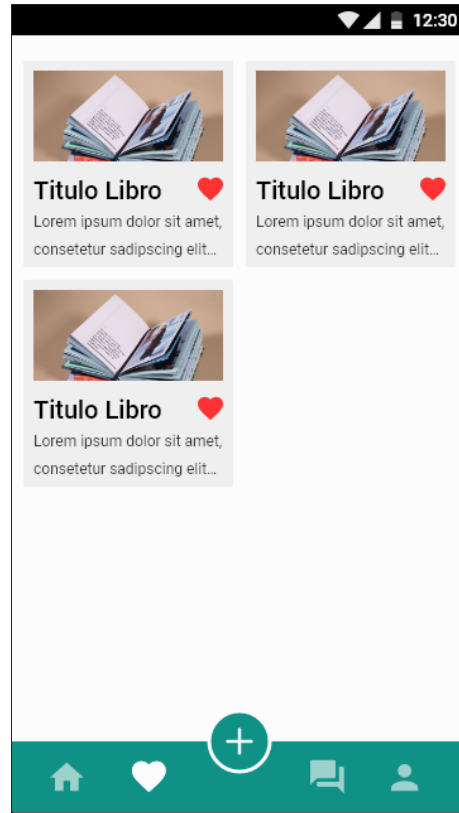 12:30
Titulo Libro
Lorem ipsum dolor sit amet,
consetetur sadipscing elit...
Titulo Libro
Lorem ipsum dolor sit amet,
consetetur sadipscing elit...
Titulo Libro
Lorem ipsum dolor sit amet,
consetetur sadipscing elit...